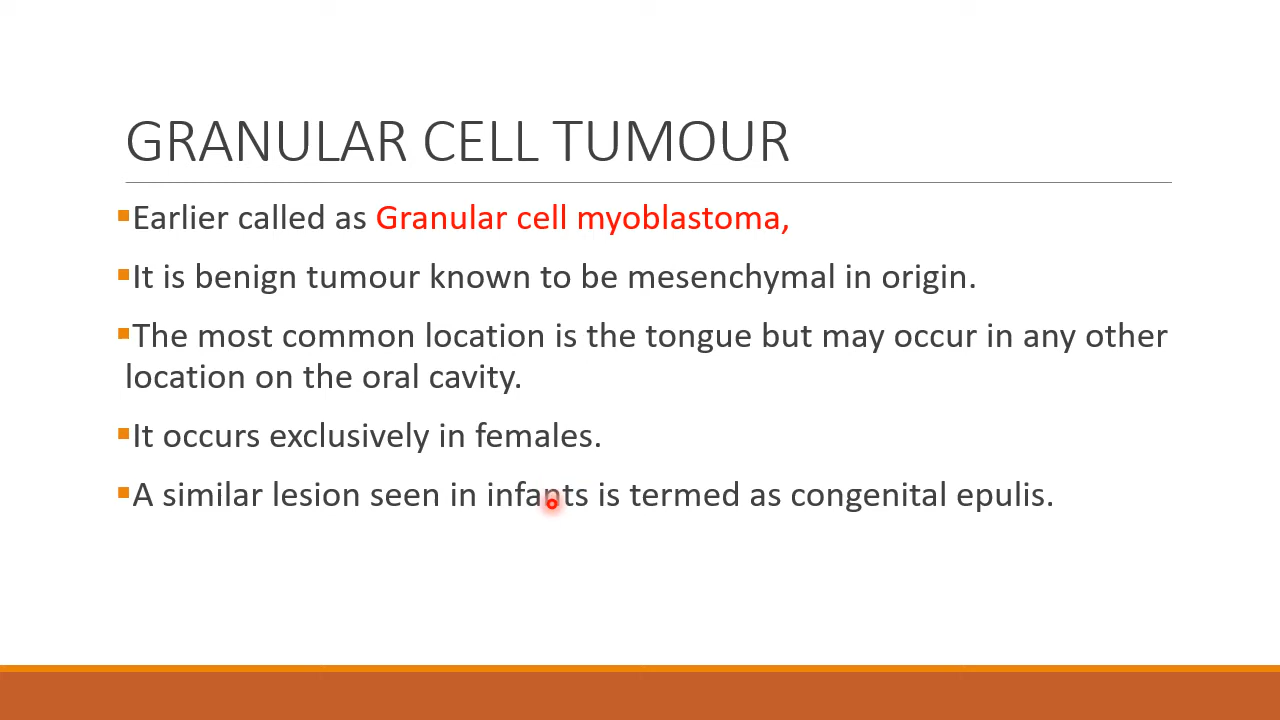 GRANULAR CELL TUMOUR
▪Earlier called as Granular cell myoblastoma,
▪It is benign tumour known to be mesenchymal in origin.
▪The most common location is the tongue but may occur in any other
location on the oral cavity.
▪It occurs exclusively in females.
▪A similar lesion seen in infants is termed as congenital epulis.